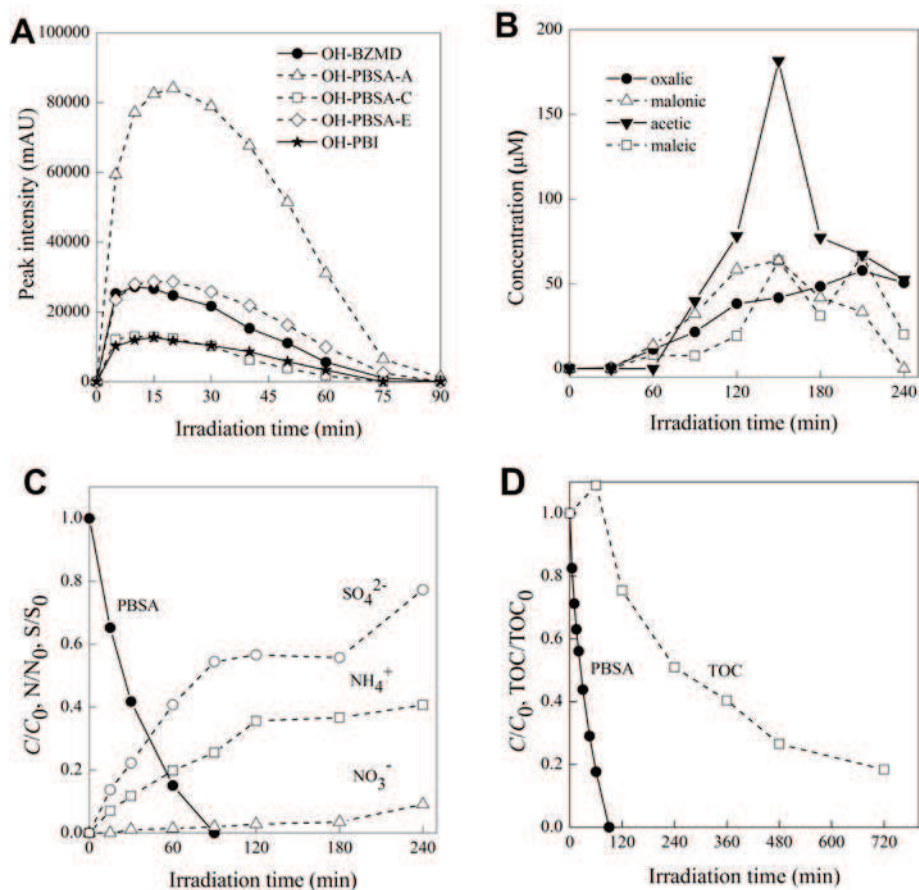 A
100000
80000
60000
40000
20000
0
Peak intensity (mAU)
OH-BZMD
OH-PBSA-A
OH-PBSA-C
OH-PBSA-E
OH-PBI
0 15 30 45 60 75 90
Irradiation time (min)
B
200
150
100
50
0
Concentration (μM)
oxalic
malonic
acetic
maleic
0 60 120 180 240
Irradiation time (min)
C
1.0
0.8
0.6
0.4
0.2
0.0
C/C₀, N/N₀, S/S₀
PBSA
SO₄²⁻
NH₄⁺
NO₃⁻
0 60 120 180 240
Irradiation time (min)
D
1.0
0.8
0.6
0.4
0.2
0.0
C/C₀, TOC/TOC₀
PBSA
TOC
0 120 240 360 480 600 720
Irradiation time (min)